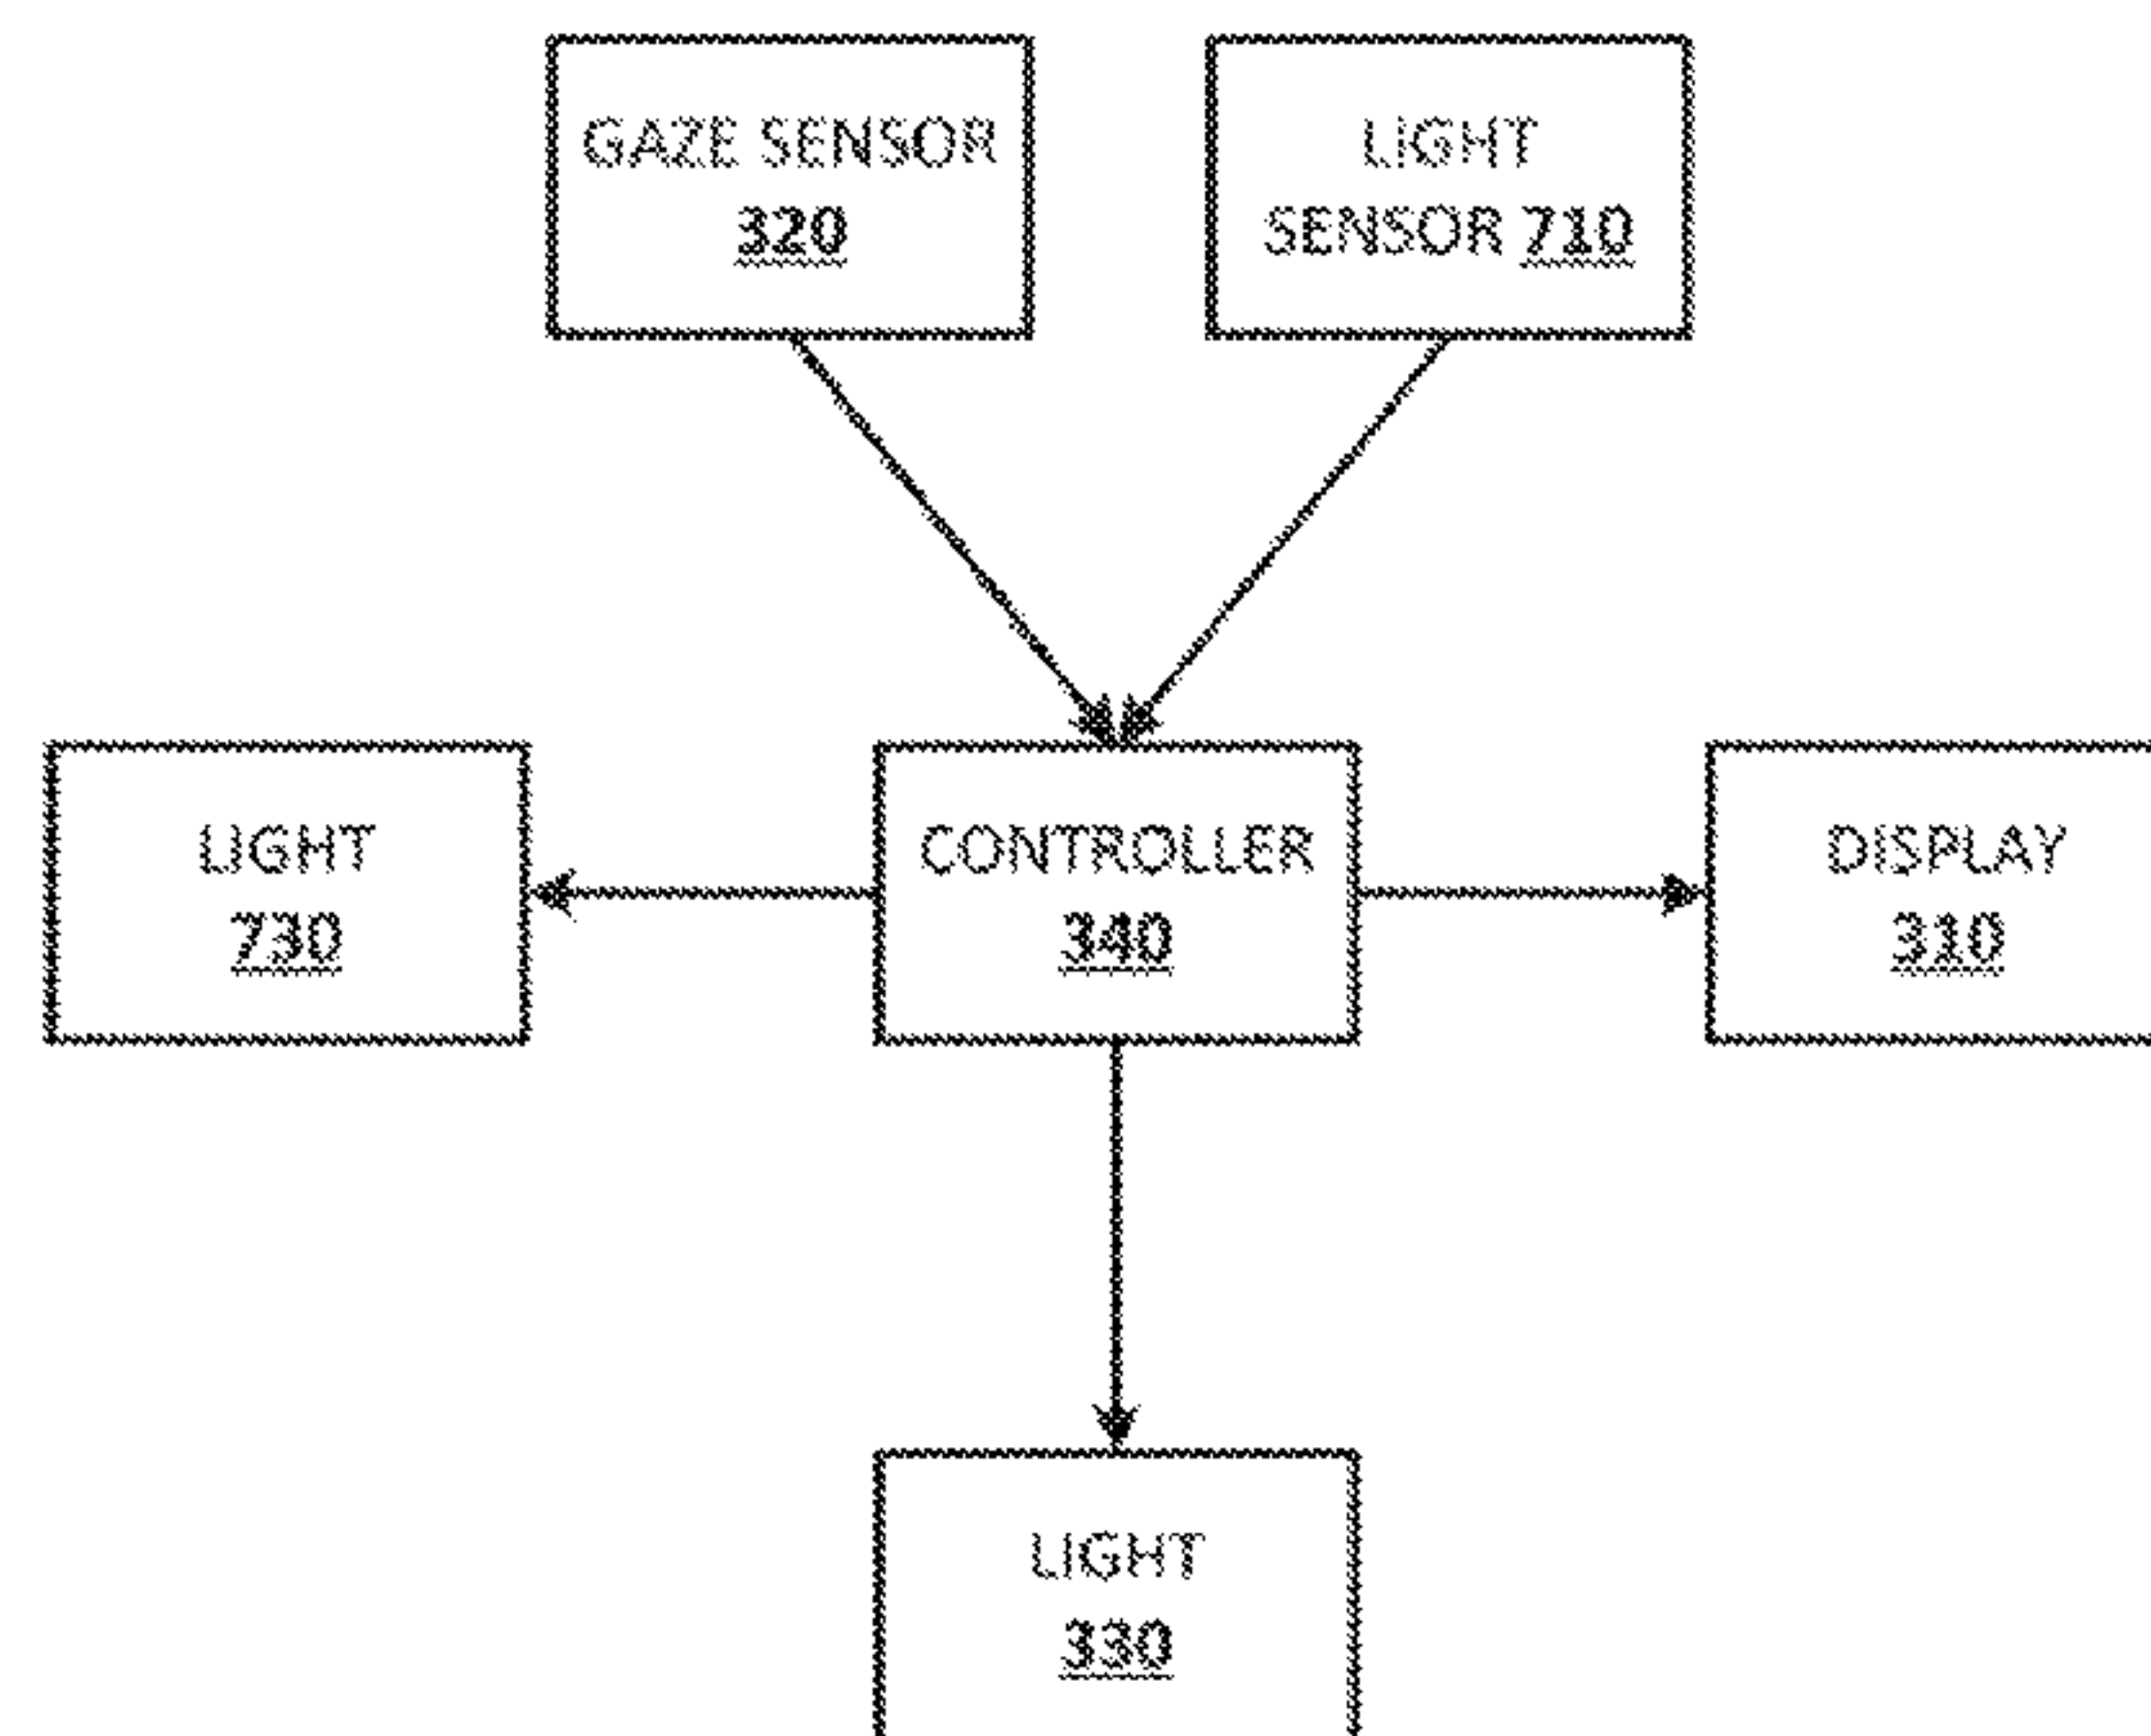 GAZE SENSOR
320
LIGHT
SENSOR 710
LIGHT
730
CONTROLLER
340
DISPLAY
310
LIGHT
330